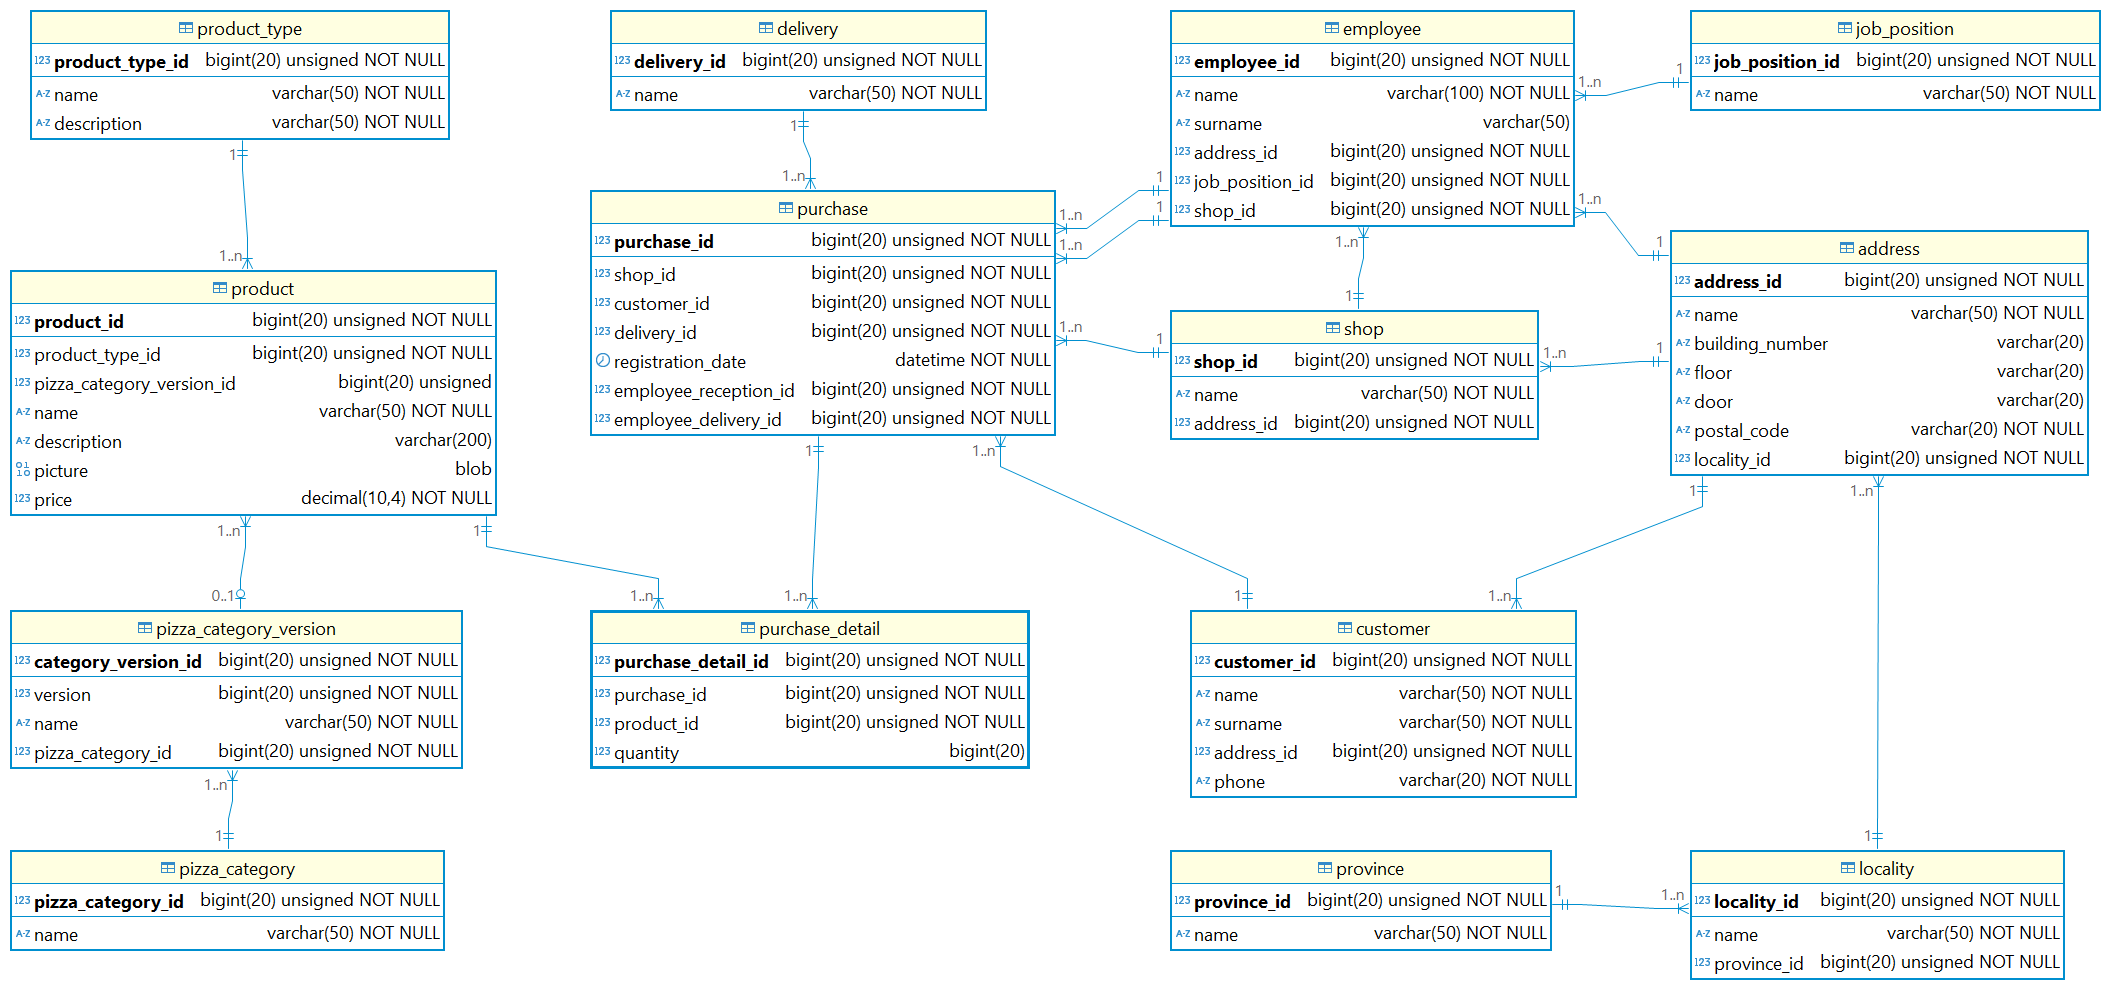 product_type
123 product_type_id bigint(20) unsigned NOT NULL
A-Z name varchar(50) NOT NULL
A-Z description varchar(50) NOT NULL
1
1..n
delivery
123 delivery_id bigint(20) unsigned NOT NULL
A-Z name varchar(50) NOT NULL
1
1..n
employee
123 employee_id bigint(20) unsigned NOT NULL
A-Z name varchar(100) NOT NULL
A-Z surname varchar(50)
123 address_id bigint(20) unsigned NOT NULL
123 job_position_id bigint(20) unsigned NOT NULL
123 shop_id bigint(20) unsigned NOT NULL
1..n
1
job_position
123 job_position_id bigint(20) unsigned NOT NULL
A-Z name varchar(50) NOT NULL
1
1..n
1
1..n
1..n
1
1..n
1
purchase
123 purchase_id bigint(20) unsigned NOT NULL
123 shop_id bigint(20) unsigned NOT NULL
123 customer_id bigint(20) unsigned NOT NULL
123 delivery_id bigint(20) unsigned NOT NULL
registration_date datetime NOT NULL
123 employee_reception_id bigint(20) unsigned NOT NULL
123 employee_delivery_id bigint(20) unsigned NOT NULL
1..n
1
address
123 address_id bigint(20) unsigned NOT NULL
A-Z name varchar(50) NOT NULL
A-Z building_number varchar(20)
A-Z floor varchar(20)
A-Z door varchar(20)
A-Z postal_code varchar(20) NOT NULL
123 locality_id bigint(20) unsigned NOT NULL
product
123 product_id bigint(20) unsigned NOT NULL
123 product_type_id bigint(20) unsigned NOT NULL
123 pizza_category_version_id bigint(20) unsigned
A-Z name varchar(50) NOT NULL
A-Z description varchar(200)
picture blob
123 price decimal(10,4) NOT NULL
shop
123 shop_id bigint(20) unsigned NOT NULL
A-Z name varchar(50) NOT NULL
123 address_id bigint(20) unsigned NOT NULL
1..n
1
1..n
0..1
1
1..n
1
1..n
1..n
1
1
1..n
1..n
1
pizza_category_version
123 category_version_id bigint(20) unsigned NOT NULL
123 version bigint(20) unsigned NOT NULL
A-Z name varchar(50) NOT NULL
123 pizza_category_id bigint(20) unsigned NOT NULL
1..n
1
purchase_detail
123 purchase_detail_id bigint(20) unsigned NOT NULL
123 purchase_id bigint(20) unsigned NOT NULL
123 product_id bigint(20) unsigned NOT NULL
123 quantity bigint(20)
customer
123 customer_id bigint(20) unsigned NOT NULL
A-Z name varchar(50) NOT NULL
A-Z surname varchar(50) NOT NULL
123 address_id bigint(20) unsigned NOT NULL
A-Z phone varchar(20) NOT NULL
pizza_category
123 pizza_category_id bigint(20) unsigned NOT NULL
A-Z name varchar(50) NOT NULL
province
123 province_id bigint(20) unsigned NOT NULL
A-Z name varchar(50) NOT NULL
1
1..n
locality
123 locality_id bigint(20) unsigned NOT NULL
A-Z name varchar(50) NOT NULL
123 province_id bigint(20) unsigned NOT NULL